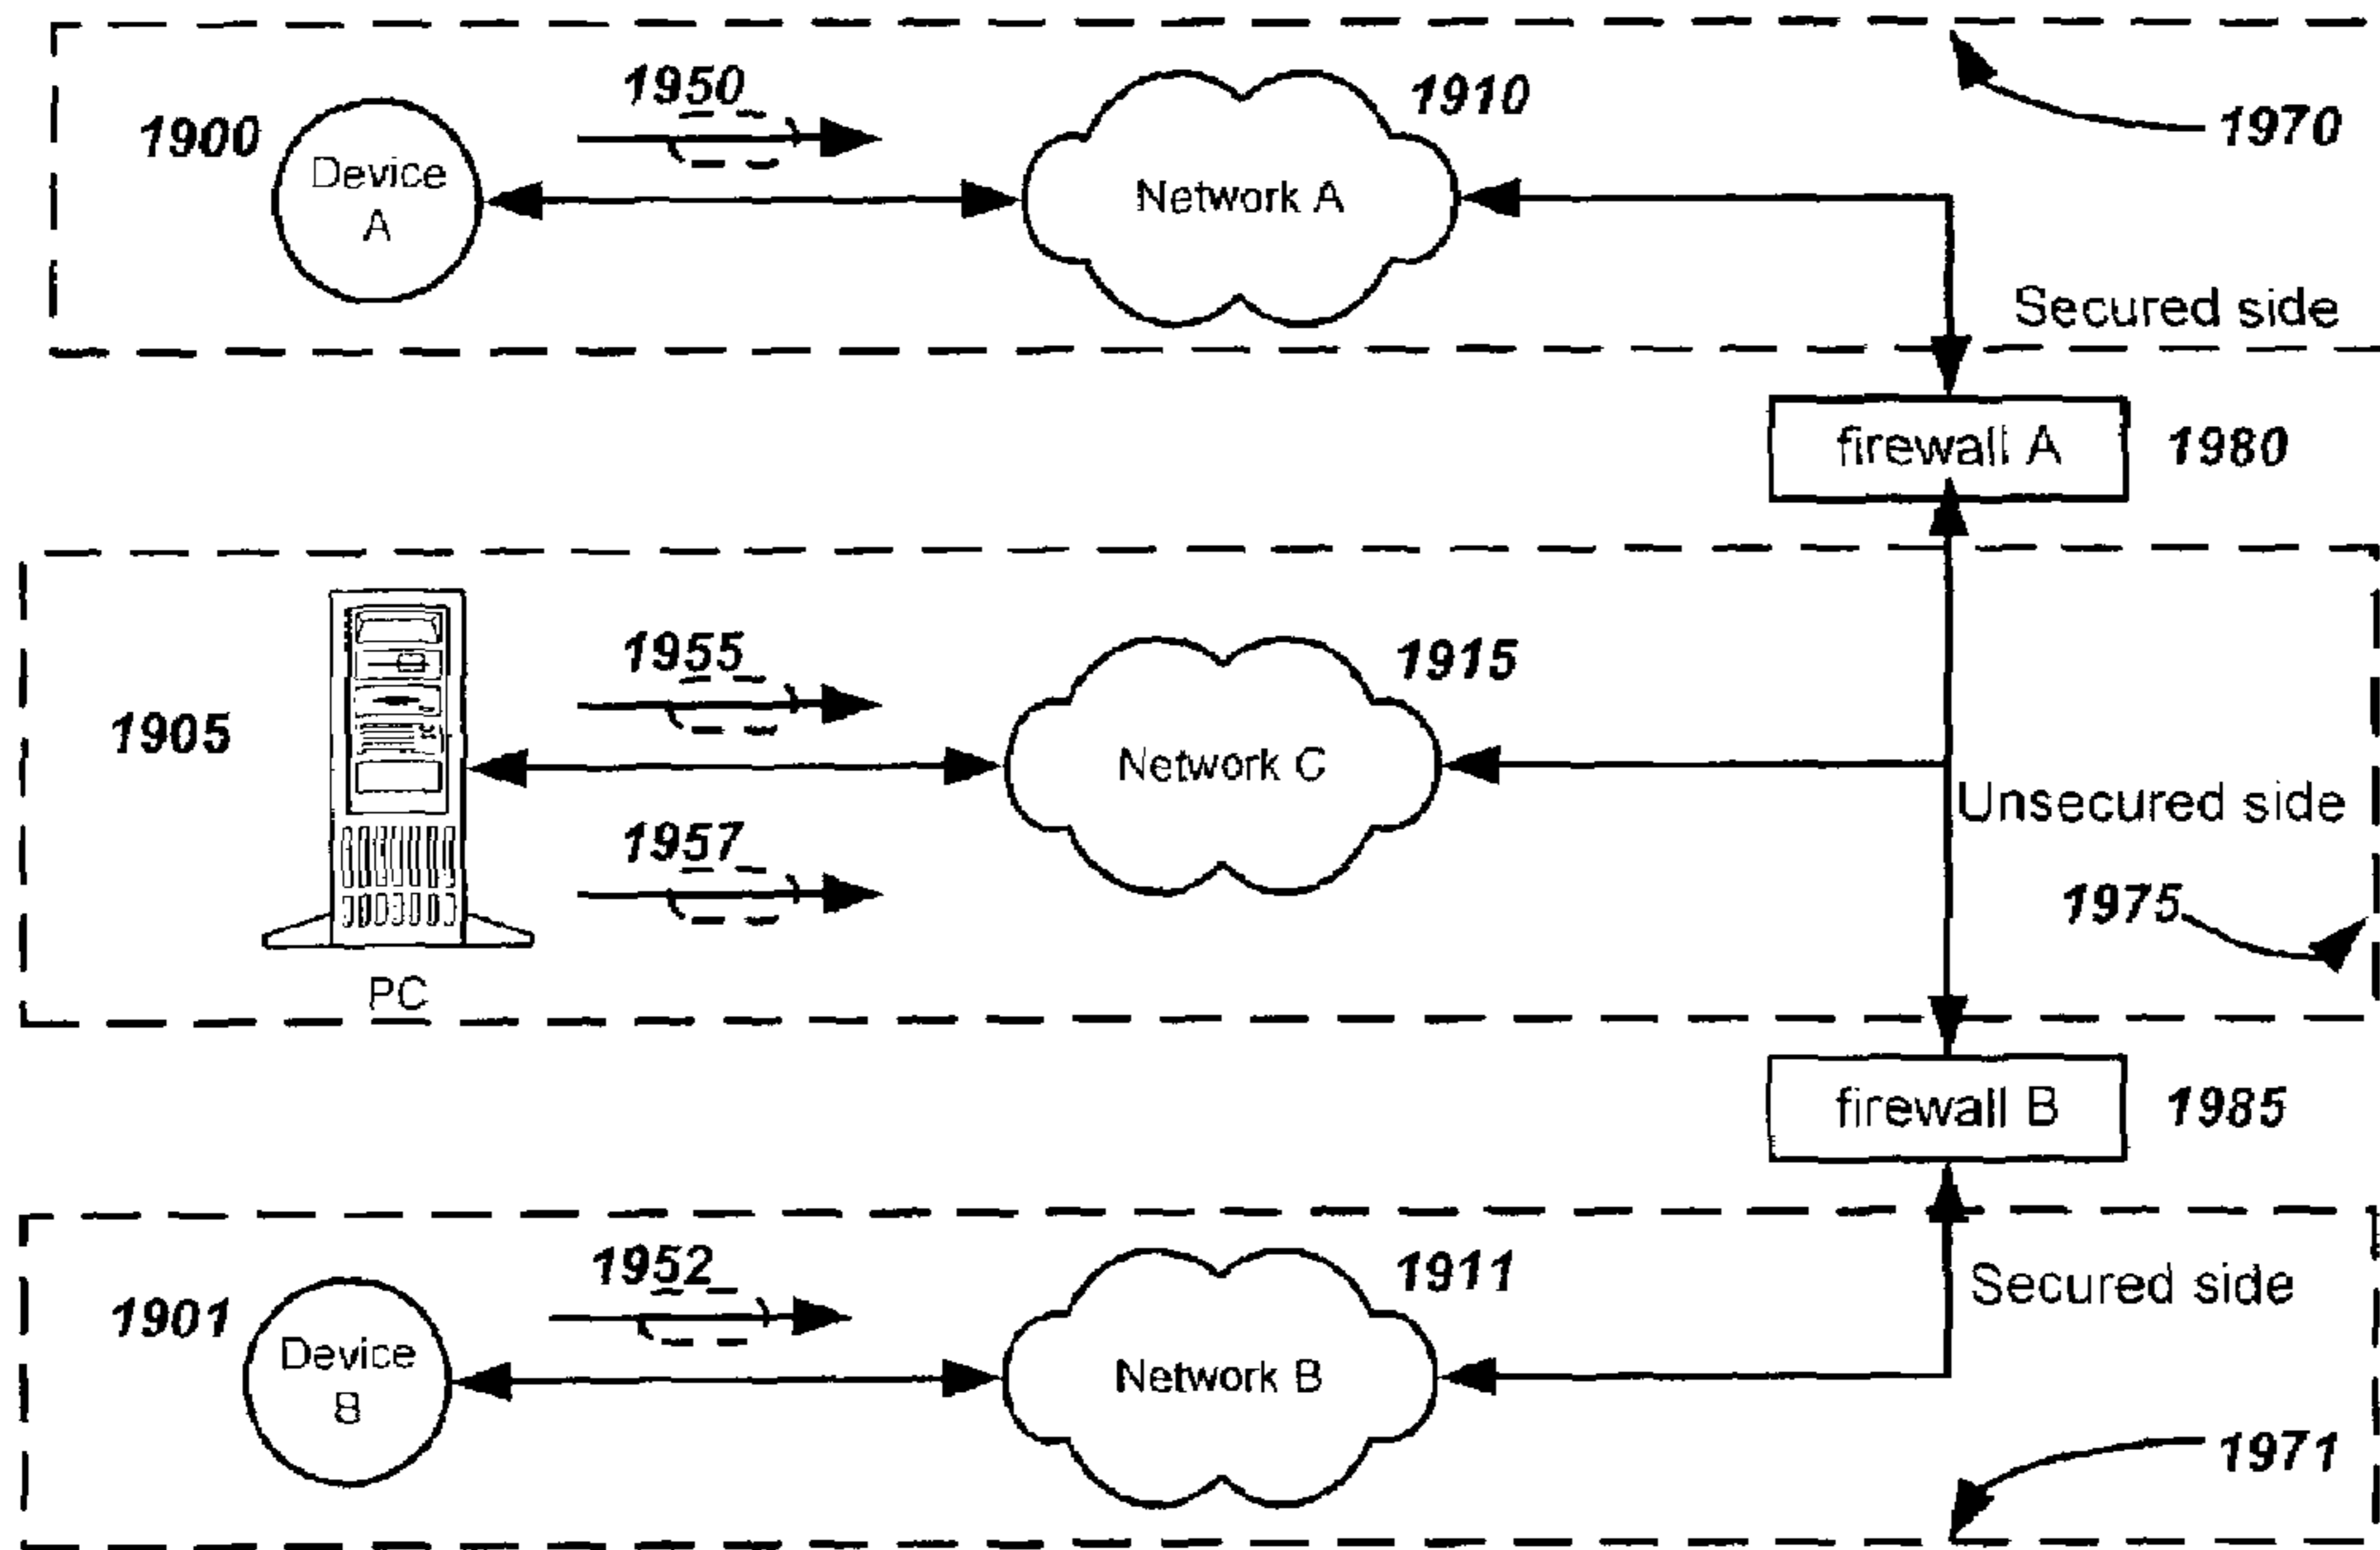 1950
1910
1900
1970
Device
A
Network A
Secured side
firewall A
1980
1955
1915
1905
Network C
Unsecured side
1957
1975
PC
firewall B
1985
1952
1911
1901
Secured side
Device
B
Network B
1971